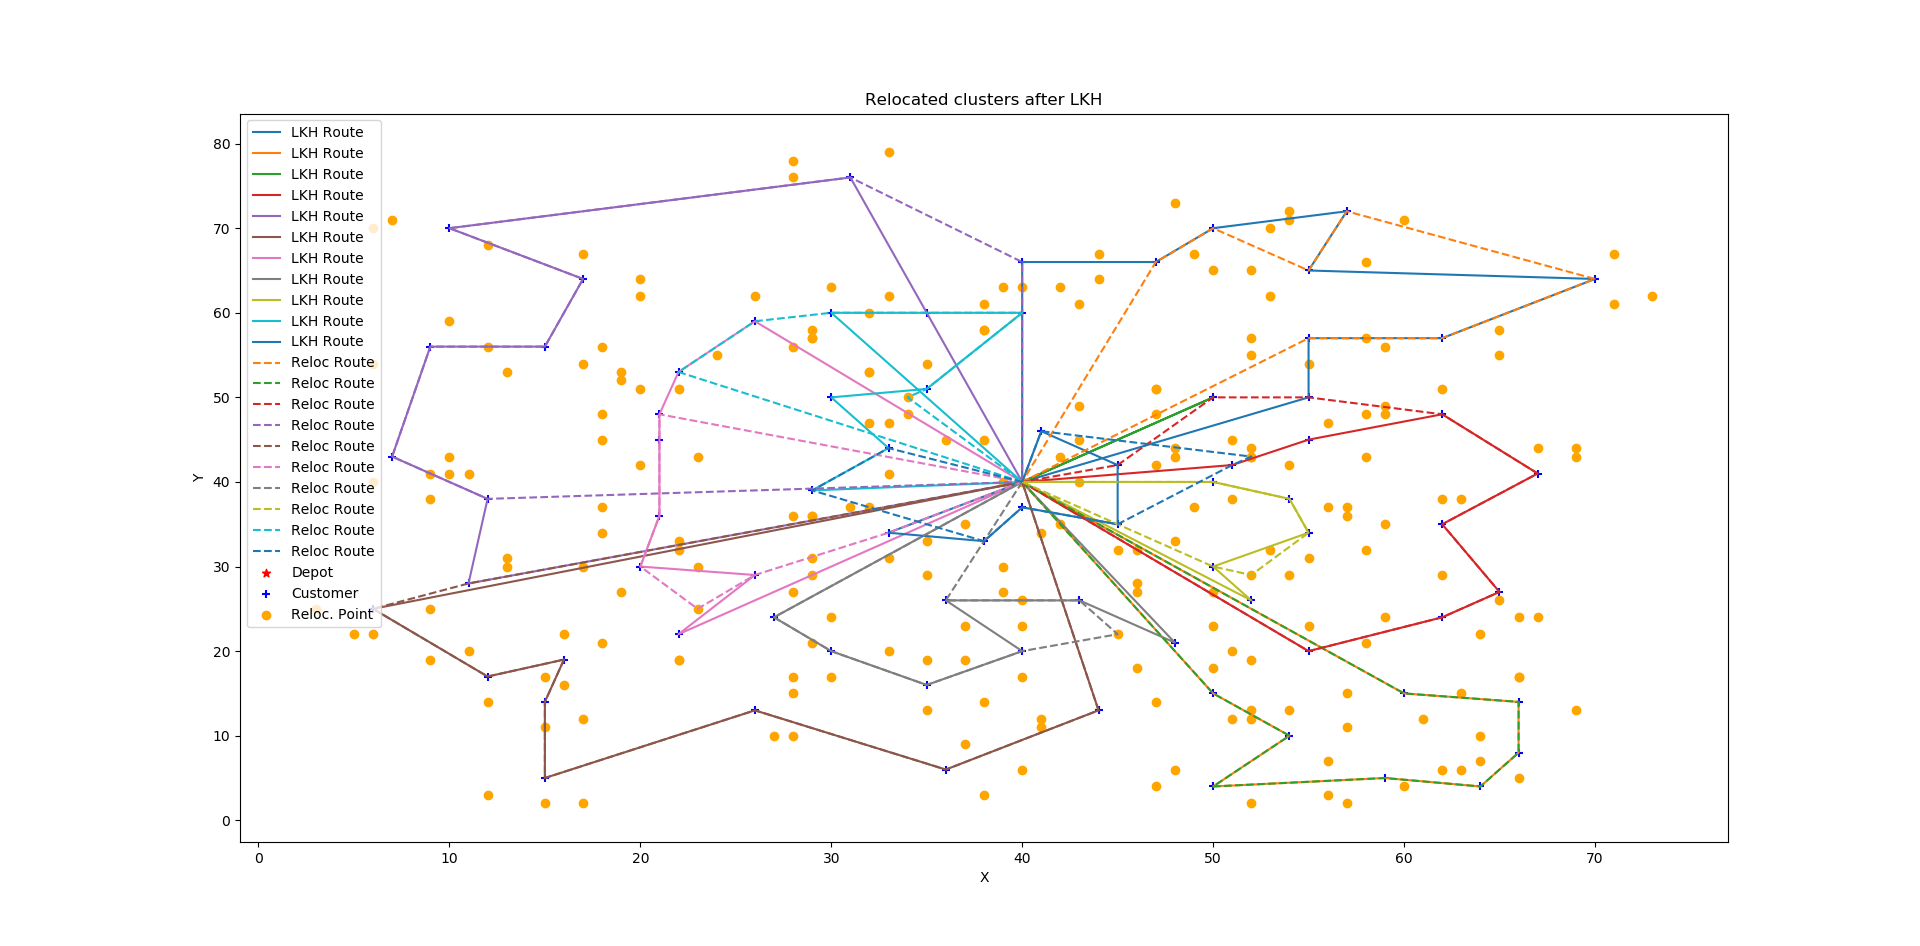 Relocated clusters after LKH
LKH Route
LKH Route
LKH Route
LKH Route
LKH Route
LKH Route
LKH Route
LKH Route
LKH Route
LKH Route
LKH Route
Reloc Route
Reloc Route
Reloc Route
Reloc Route
Reloc Route
Reloc Route
Reloc Route
Reloc Route
Reloc Route
Reloc Route
Depot
Customer
Reloc. Point
80
70
60
50
40
30
20
10
0
Y
0 10 20 30 40 50 60 70
X